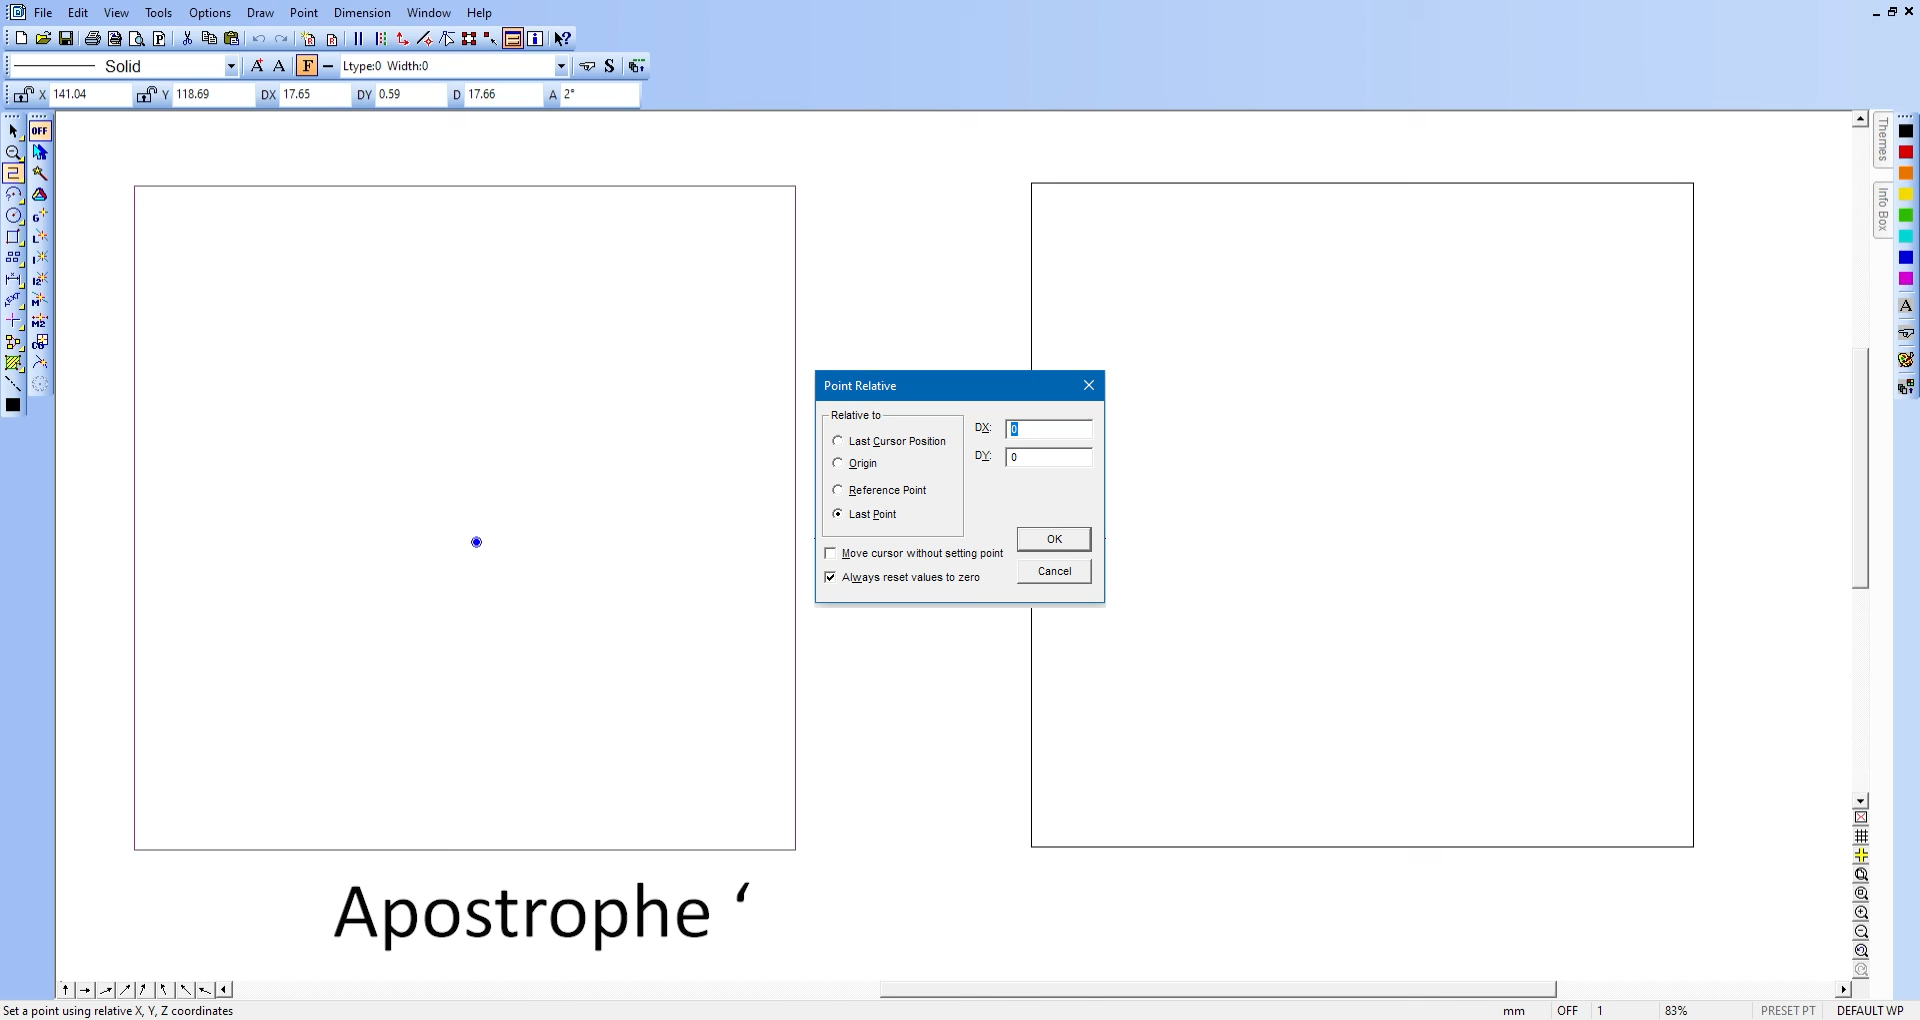 File Edit View Tools Options Draw Point Dimension Window Help
Solid
Ltype:0 Width:0
X 141.04 Y 118.69 DX 17.65 DY 0.59 D 17.66 A 2°
OFF
Themes
Info Box
Point Relative
Relative to
Last Cursor Position
Origin
Reference Point
Last Point
DX: 0
DY: 0
Move cursor without setting point
Always reset values to zero
OK
Cancel
Apostrophe ‘
Set a point using relative X, Y, Z coordinates
mm OFF 1 83% PRESET PT DEFAULT WP